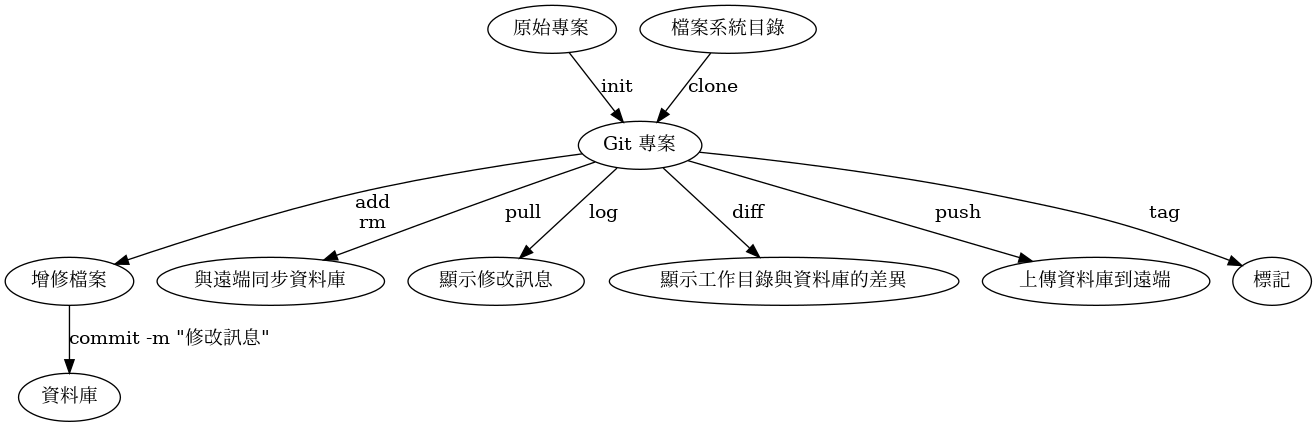 原始專案
檔案系統目錄
init
clone
Git 專案
add
rm
pull
log
diff
push
tag
增修檔案
與遠端同步資料庫
顯示修改訊息
顯示工作目錄與資料庫的差異
上傳資料庫到遠端
標記
commit -m "修改訊息"
資料庫